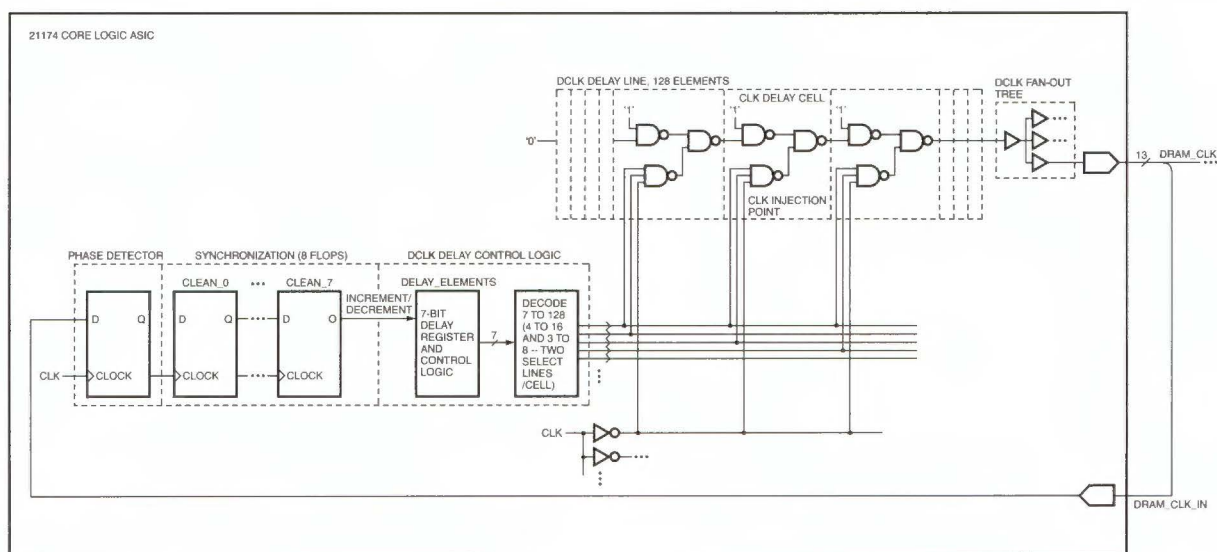 21174 CORE LOGIC ASIC
DCLK DELAY LINE, 128 ELEMENTS
DCLK FAN-OUT
TREE
CLK DELAY CELL
'1'
'1'
'1'
'0'
CLK INJECTION
POINT
13
DRAM_CLK
PHASE DETECTOR
SYNCHRONIZATION (8 FLOPS)
DCLK DELAY CONTROL LOGIC
CLEAN_0
CLEAN_7
DELAY_ELEMENTS
INCREMENT/
DECREMENT
D Q
D Q
D O
7-BIT
DELAY
REGISTER
AND
CONTROL
LOGIC
7
DECODE
7 TO 128
(4 TO 16
AND 3 TO
8 -- TWO
SELECT
LINES
/CELL)
CLK
CLOCK
CLOCK
CLOCK
CLK
DRAM_CLK_IN